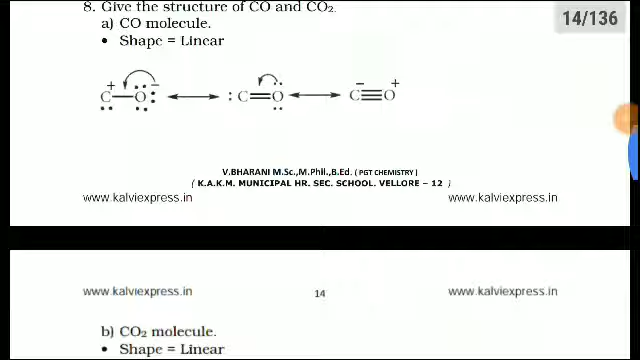 8. Give the structure of CO and CO₂.
14/136
a) CO molecule.
• Shape = Linear
C⁺—O⁻ ⟷ :C=O ⟷ C⁻≡O⁺
V.BHARANI M.Sc.,M.Phil.,B.Ed. ( PGT CHEMISTRY )
( K.A.K.M. MUNICIPAL HR. SEC. SCHOOL. VELLORE – 12 )
www.kalviexpress.in www.kalviexpress.in
www.kalviexpress.in 14 www.kalviexpress.in
b) CO₂ molecule.
• Shape = Linear